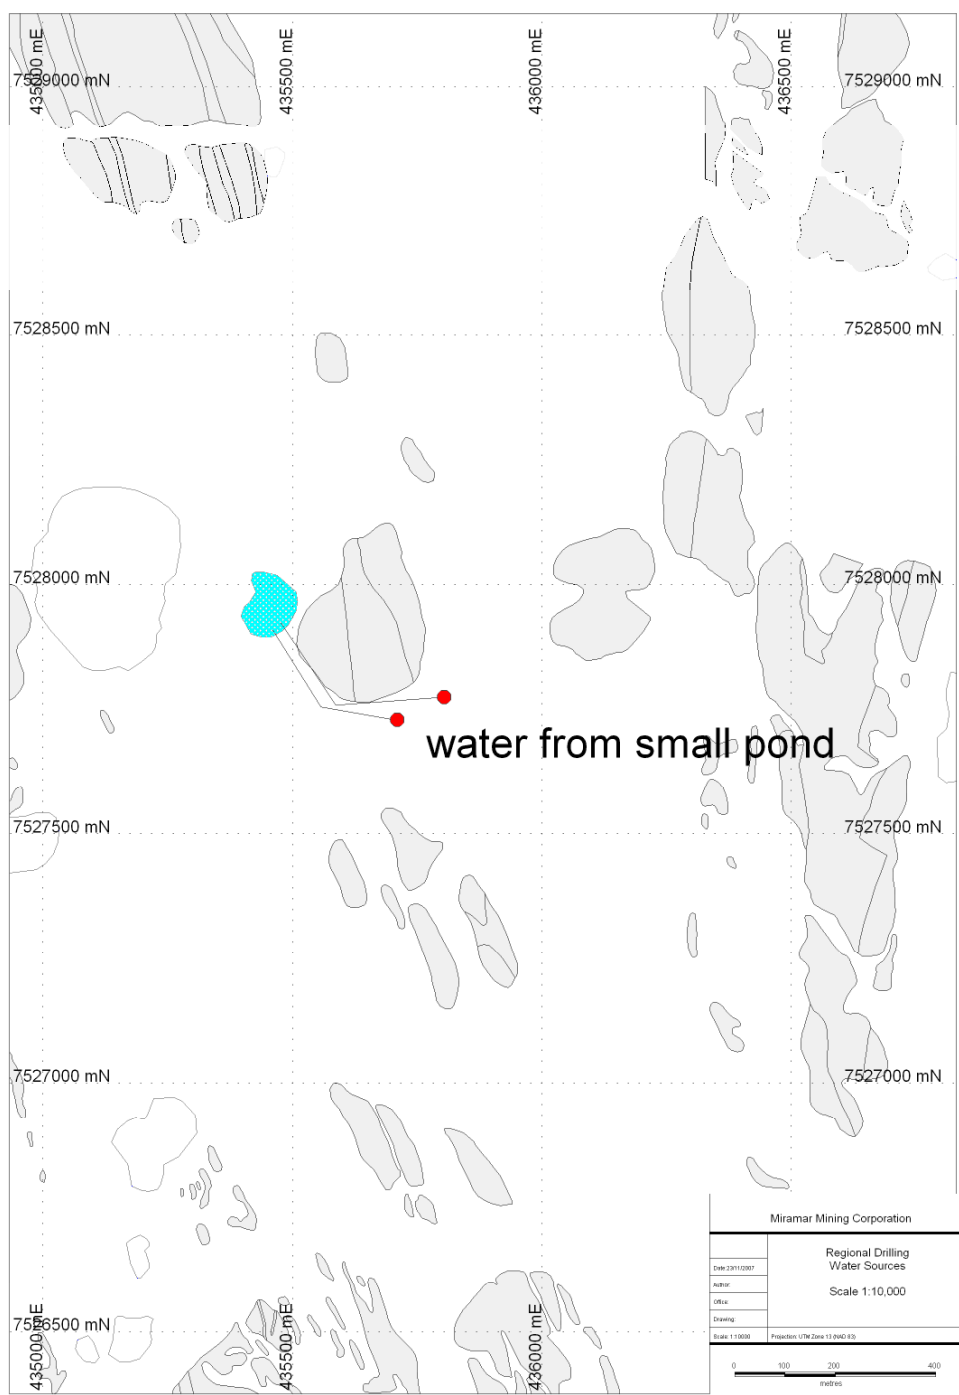 435000 mE
435500 mE
436000 mE
436500 mE
7529000 mN
7529000 mN
7528500 mN
7528500 mN
7528000 mN
7528000 mN
water from small pond
7527500 mN
7527500 mN
7527000 mN
7527000 mN
Miramar Mining Corporation
Regional Drilling
Water Sources
Scale 1:10,000
Date:23/11/2007
Author:
Office:
Drawing:
Scale: 1:10000
Projection: UTM Zone 13 (NAD 83)
7526500 mN
435000 mE
435500 mE
436000 mE
0 100 200 400
metres